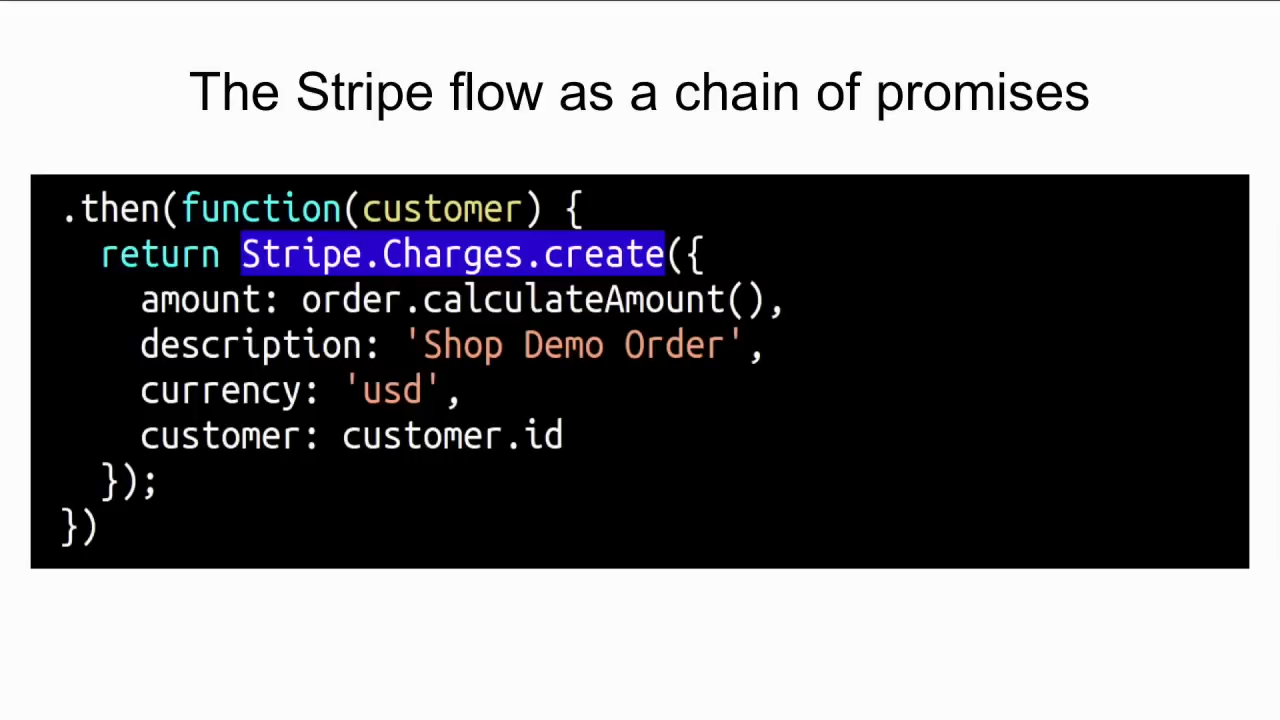 The Stripe flow as a chain of promises
.then(function(customer) {
return Stripe.Charges.create({
amount: order.calculateAmount(),
description: 'Shop Demo Order',
currency: 'usd',
customer: customer.id
});
})